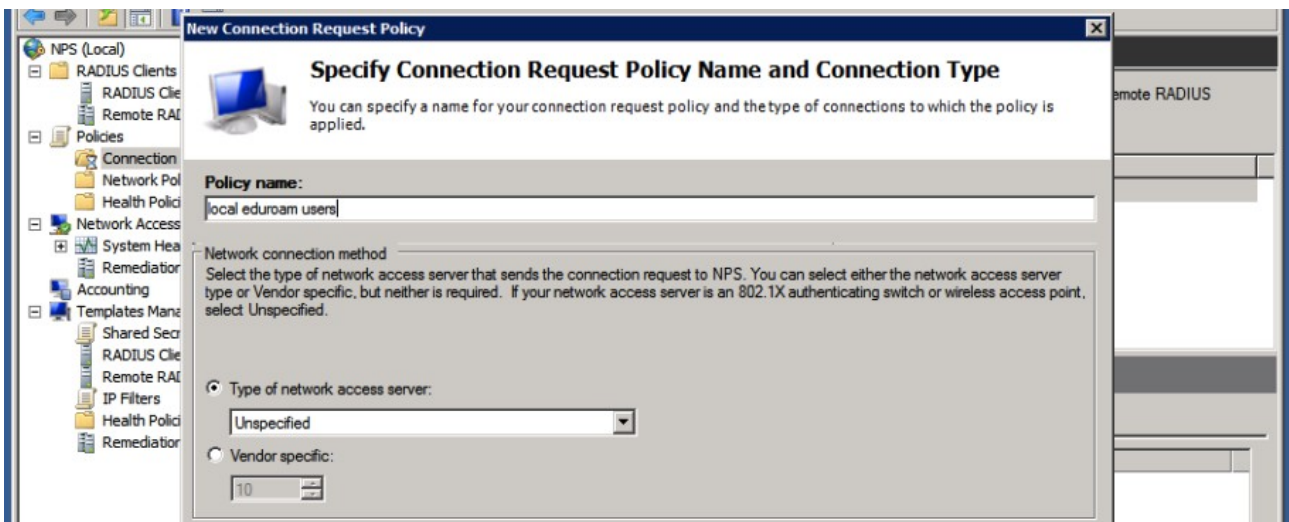 New Connection Request Policy
NPS (Local)
RADIUS Clients
RADIUS Clie
Remote RAD
Policies
Connection
Network Pol
Health Polici
Network Access
System Hea
Remediation
Accounting
Templates Mana
Shared Secr
RADIUS Clie
Remote RAD
IP Filters
Health Polici
Remediation
Specify Connection Request Policy Name and Connection Type
You can specify a name for your connection request policy and the type of connections to which the policy is
applied.
Policy name:
local eduroam users
Network connection method
Select the type of network access server that sends the connection request to NPS. You can select either the network access server
type or Vendor specific, but neither is required. If your network access server is an 802.1X authenticating switch or wireless access point,
select Unspecified.
Type of network access server:
Unspecified
Vendor specific:
10
emote RADIUS